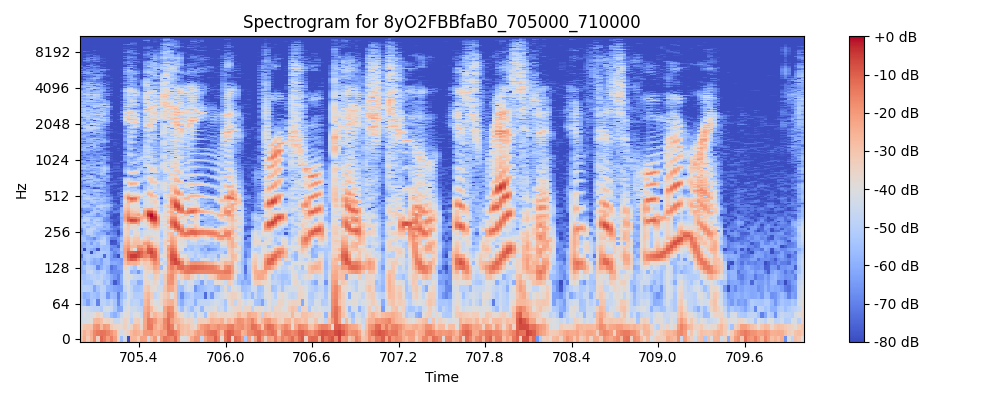 Spectrogram for 8yO2FBBfaB0_705000_710000
Hz
8192
4096
2048
1024
512
256
128
64
0
705.4 706.0 706.6 707.2 707.8 708.4 709.0 709.6
Time
+0 dB
-10 dB
-20 dB
-30 dB
-40 dB
-50 dB
-60 dB
-70 dB
-80 dB